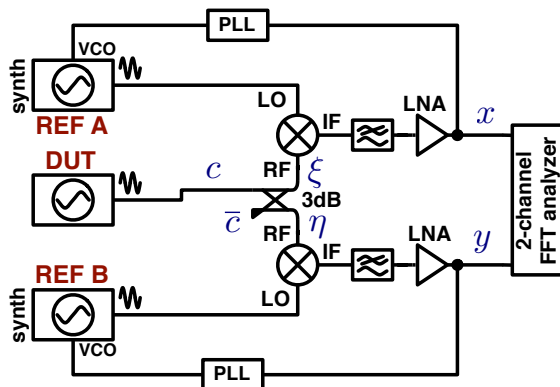 PLL
VCO
synth
REF A
LO
IF
LNA
x
DUT
RF
ξ
c
3dB
c̅
RF
η
IF
LNA
y
2-channel
FFT analyzer
REF B
LO
synth
VCO
PLL